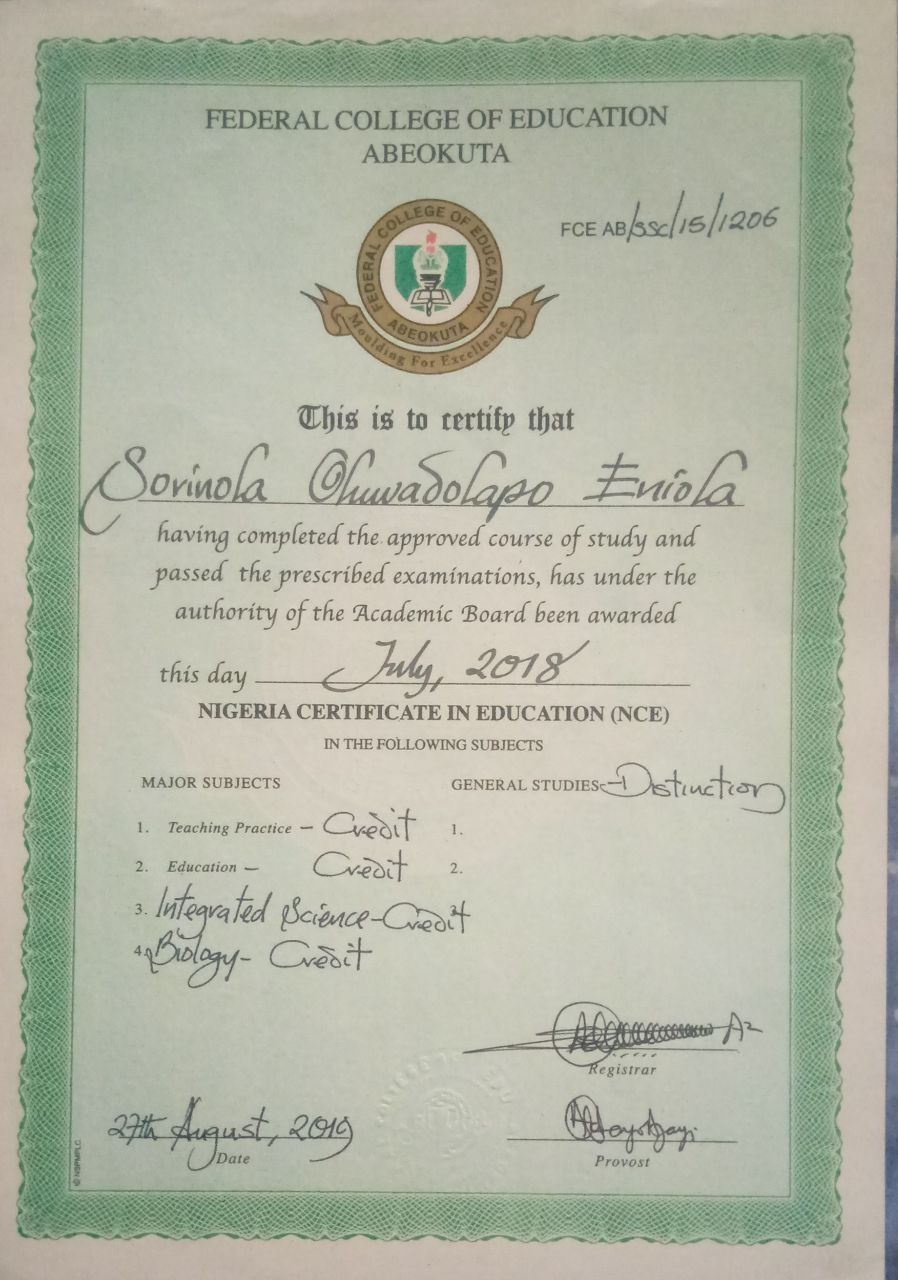 FEDERAL COLLEGE OF EDUCATION
ABEOKUTA
FCE AB/SSC/15/1206
FEDERAL COLLEGE OF EDUCATION
ABEOKUTA
Moulding For Excellence
This is to certify that
Sorinola Oluwadolapo Eniola
having completed the approved course of study and
passed the prescribed examinations, has under the
authority of the Academic Board been awarded
this day July, 2018
NIGERIA CERTIFICATE IN EDUCATION (NCE)
IN THE FOLLOWING SUBJECTS
MAJOR SUBJECTS
1. Teaching Practice – Credit
2. Education – Credit
3. Integrated Science - Credit
4. Biology - Credit
GENERAL STUDIES - Distinction
1.
2.
Registrar
27th August, 2019
Date
Provost
© NSPMPLC